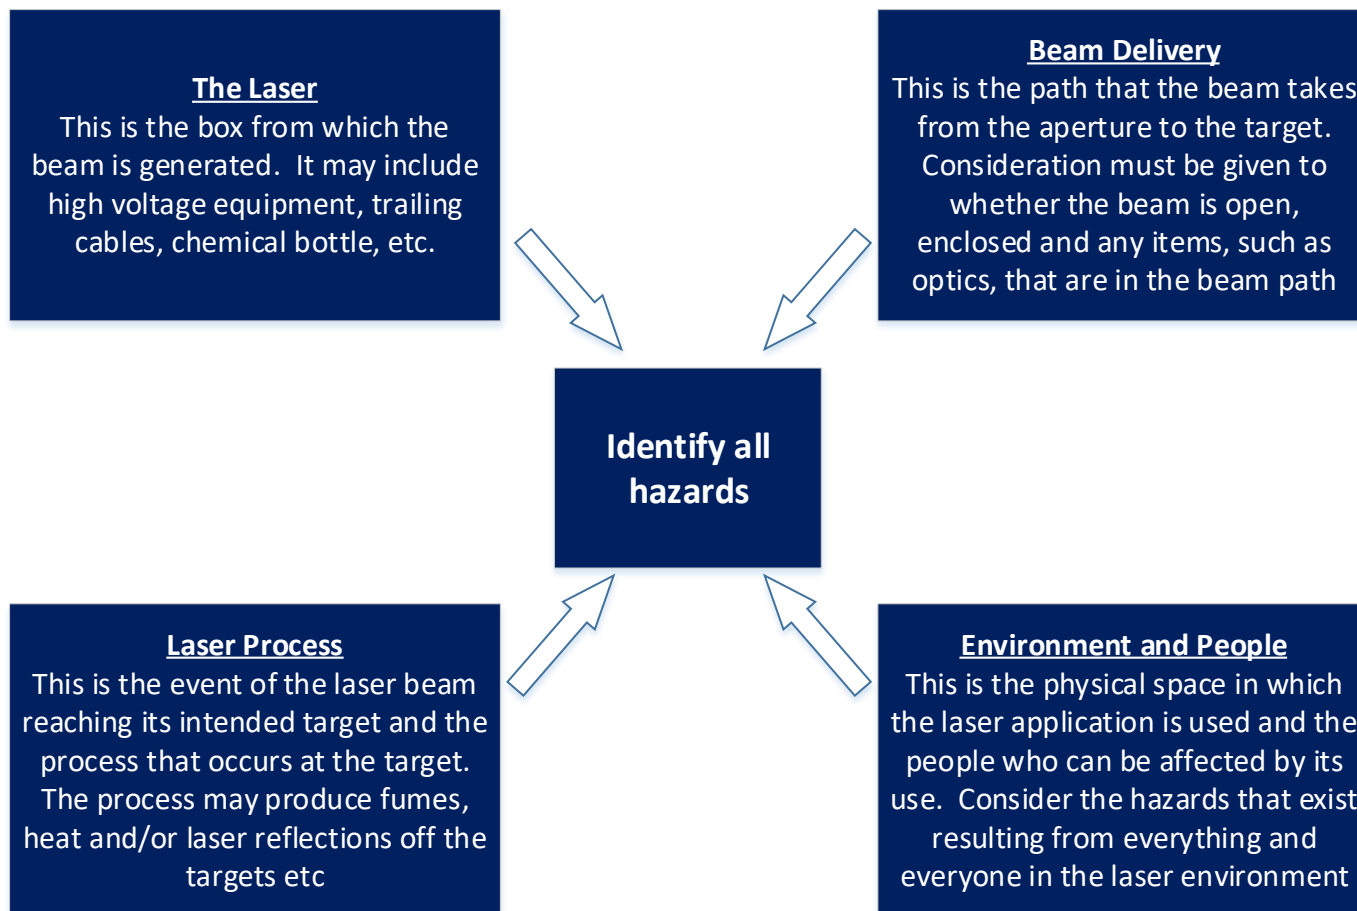 The Laser
This is the box from which the
beam is generated.  It may include
high voltage equipment, trailing
cables, chemical bottle, etc.
Beam Delivery
This is the path that the beam takes
from the aperture to the target.
Consideration must be given to
whether the beam is open,
enclosed and any items, such as
optics, that are in the beam path
Identify all
hazards
Laser Process
This is the event of the laser beam
reaching its intended target and the
process that occurs at the target.
The process may produce fumes,
heat and/or laser reflections off the
targets etc
Environment and People
This is the physical space in which
the laser application is used and the
people who can be affected by its
use.  Consider the hazards that exist
resulting from everything and
everyone in the laser environment